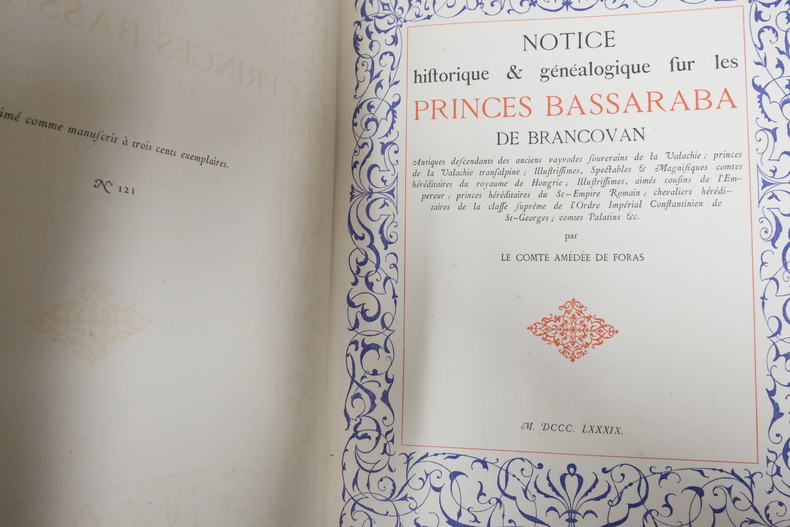 imé comme manuſcrit à trois cents exemplaires.
Nº 121
NOTICE
hiſtorique & généalogique ſur les
PRINCES BASSARABA
DE BRANCOVAN
Antiques deſcendants des anciens vayvodes ſouverains de la Valachie ; princes
de la Valachie tranſalpine ; Illuſtriſſimes, Spectables & Magnifiques comtes
héréditaires du royaume de Hongrie ; Illuſtriſſimes, aimés couſins de l'Em-
pereur ; princes héréditaires du St-Empire Romain ; chevaliers hérédi-
taires de la claſſe ſuprême de l'Ordre Impérial Conſtantinien de
St-Georges ; comtes Palatins &c.
par
LE COMTE AMÉDÉE DE FORAS
M. DCCC. LXXXIX.